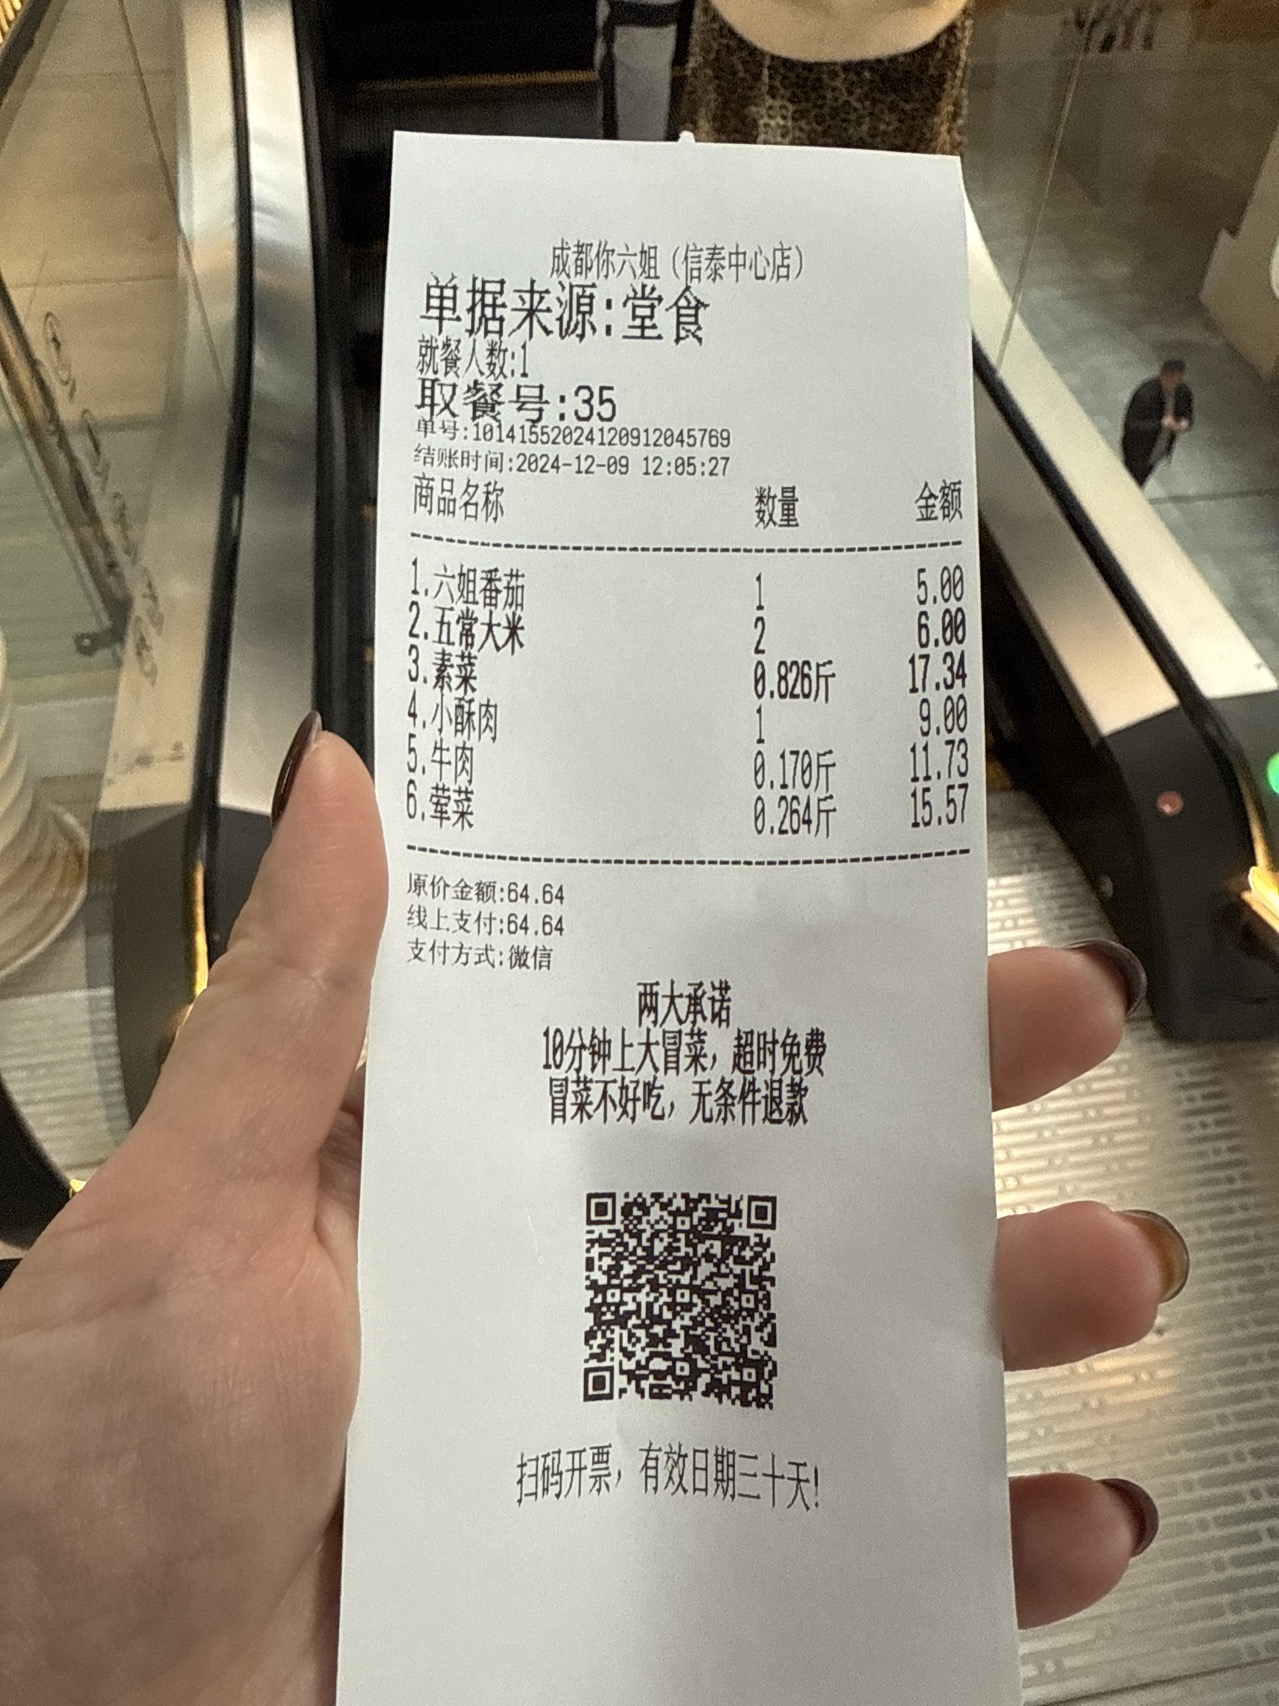 成都你六姐（信泰中心店）
单据来源:堂食
就餐人数:1
取餐号:35
单号:10141552024120912045769
结账时间:2024-12-09 12:05:27
商品名称 数量 金额
1.六姐番茄 1 5.00
2.五常大米 2 6.00
3.素菜 0.826斤 17.34
4.小酥肉 1 9.00
5.牛肉 0.170斤 11.73
6.荤菜 0.264斤 15.57
原价金额:64.64
线上支付:64.64
支付方式:微信
两大承诺
10分钟上大冒菜，超时免费
冒菜不好吃，无条件退款
扫码开票，有效日期三十天!